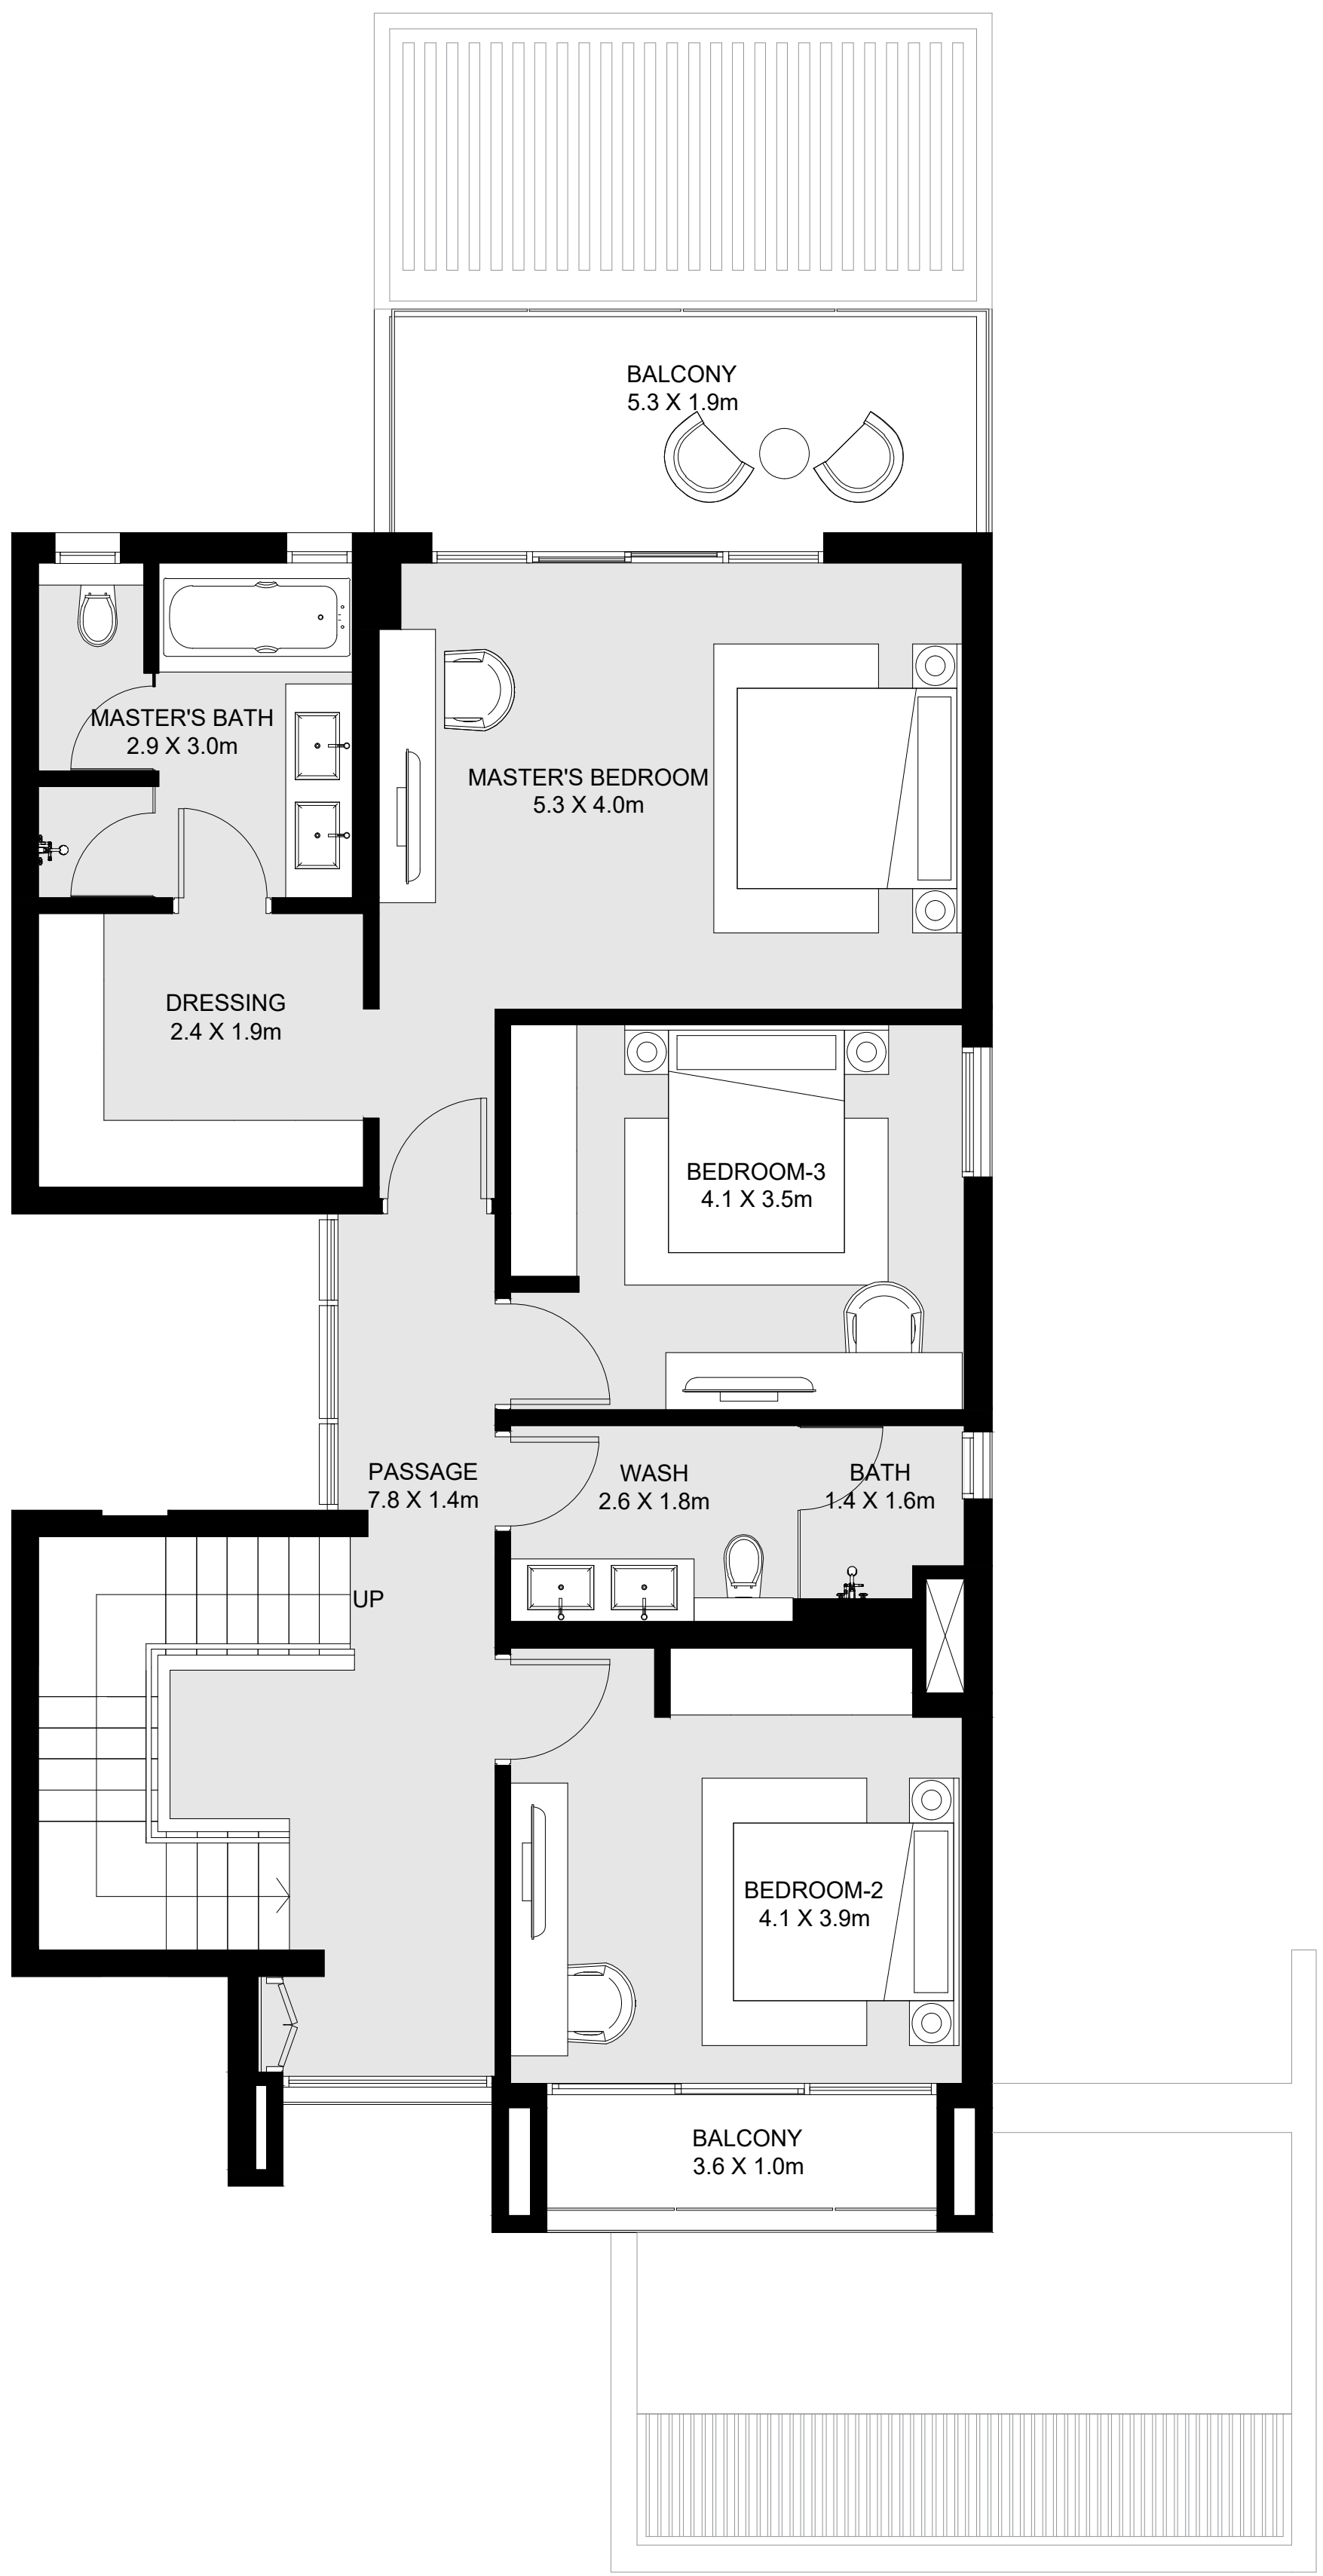 BALCONY
5.3 X 1.9m
MASTER'S BATH
2.9 X 3.0m
MASTER'S BEDROOM
5.3 X 4.0m
DRESSING
2.4 X 1.9m
BEDROOM-3
4.1 X 3.5m
PASSAGE
7.8 X 1.4m
WASH
2.6 X 1.8m
BATH
1.4 X 1.6m
UP
BEDROOM-2
4.1 X 3.9m
BALCONY
3.6 X 1.0m